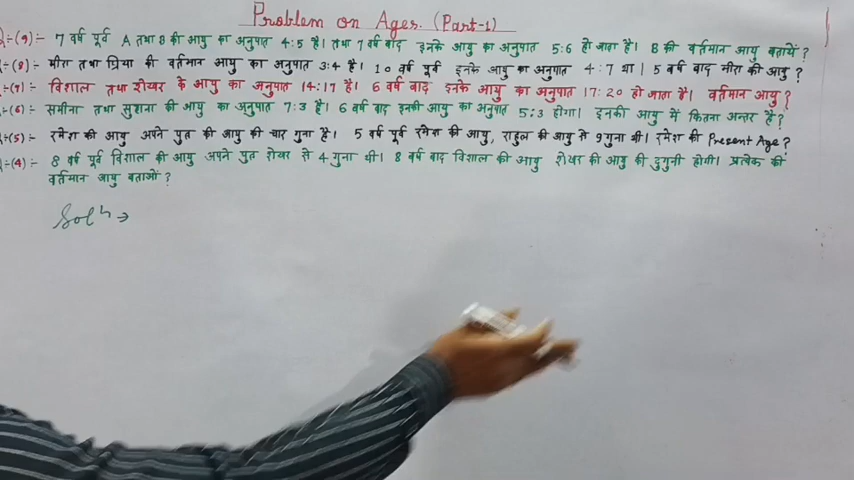 Problem on Ages. (Part-1)
Q÷(9):- 7 वर्ष पूर्व A तथा B की आयु का अनुपात 4:5 है। तथा 7 वर्ष बाद इनके आयु का अनुपात 5:6 हो जाता है। B की वर्तमान आयु बतायें?
÷(8):- मीरा तथा प्रिया की वर्तमान आयु का अनुपात 3:4 है। 10 वर्ष पूर्व इनके आयु का अनुपात 4:7 था। 5 वर्ष बाद मीरा की आयु?
÷(7):- विशाल तथा शेखर के आयु का अनुपात 14:17 है। 6 वर्ष बाद इनके आयु का अनुपात 17:20 हो जाता है। वर्तमान आयु?
÷(6):- समीना तथा सुहाना की आयु का अनुपात 7:3 है। 6 वर्ष बाद इनकी आयु का अनुपात 5:3 होगा। इनकी आयु में कितना अन्तर है?
÷(5):- रमेश की आयु अपने पुत्र की आयु की चार गुना है। 5 वर्ष पूर्व रमेश की आयु, राहुल की आयु से 9 गुना थी। रमेश की Present Age?
÷(4):- 8 वर्ष पूर्व विशाल की आयु अपने पुत्र शेखर से 4 गुना थी। 8 वर्ष बाद विशाल की आयु शेखर की आयु की दुगुनी होगी। प्रत्येक की
वर्तमान आयु बताओ?
Solⁿ →